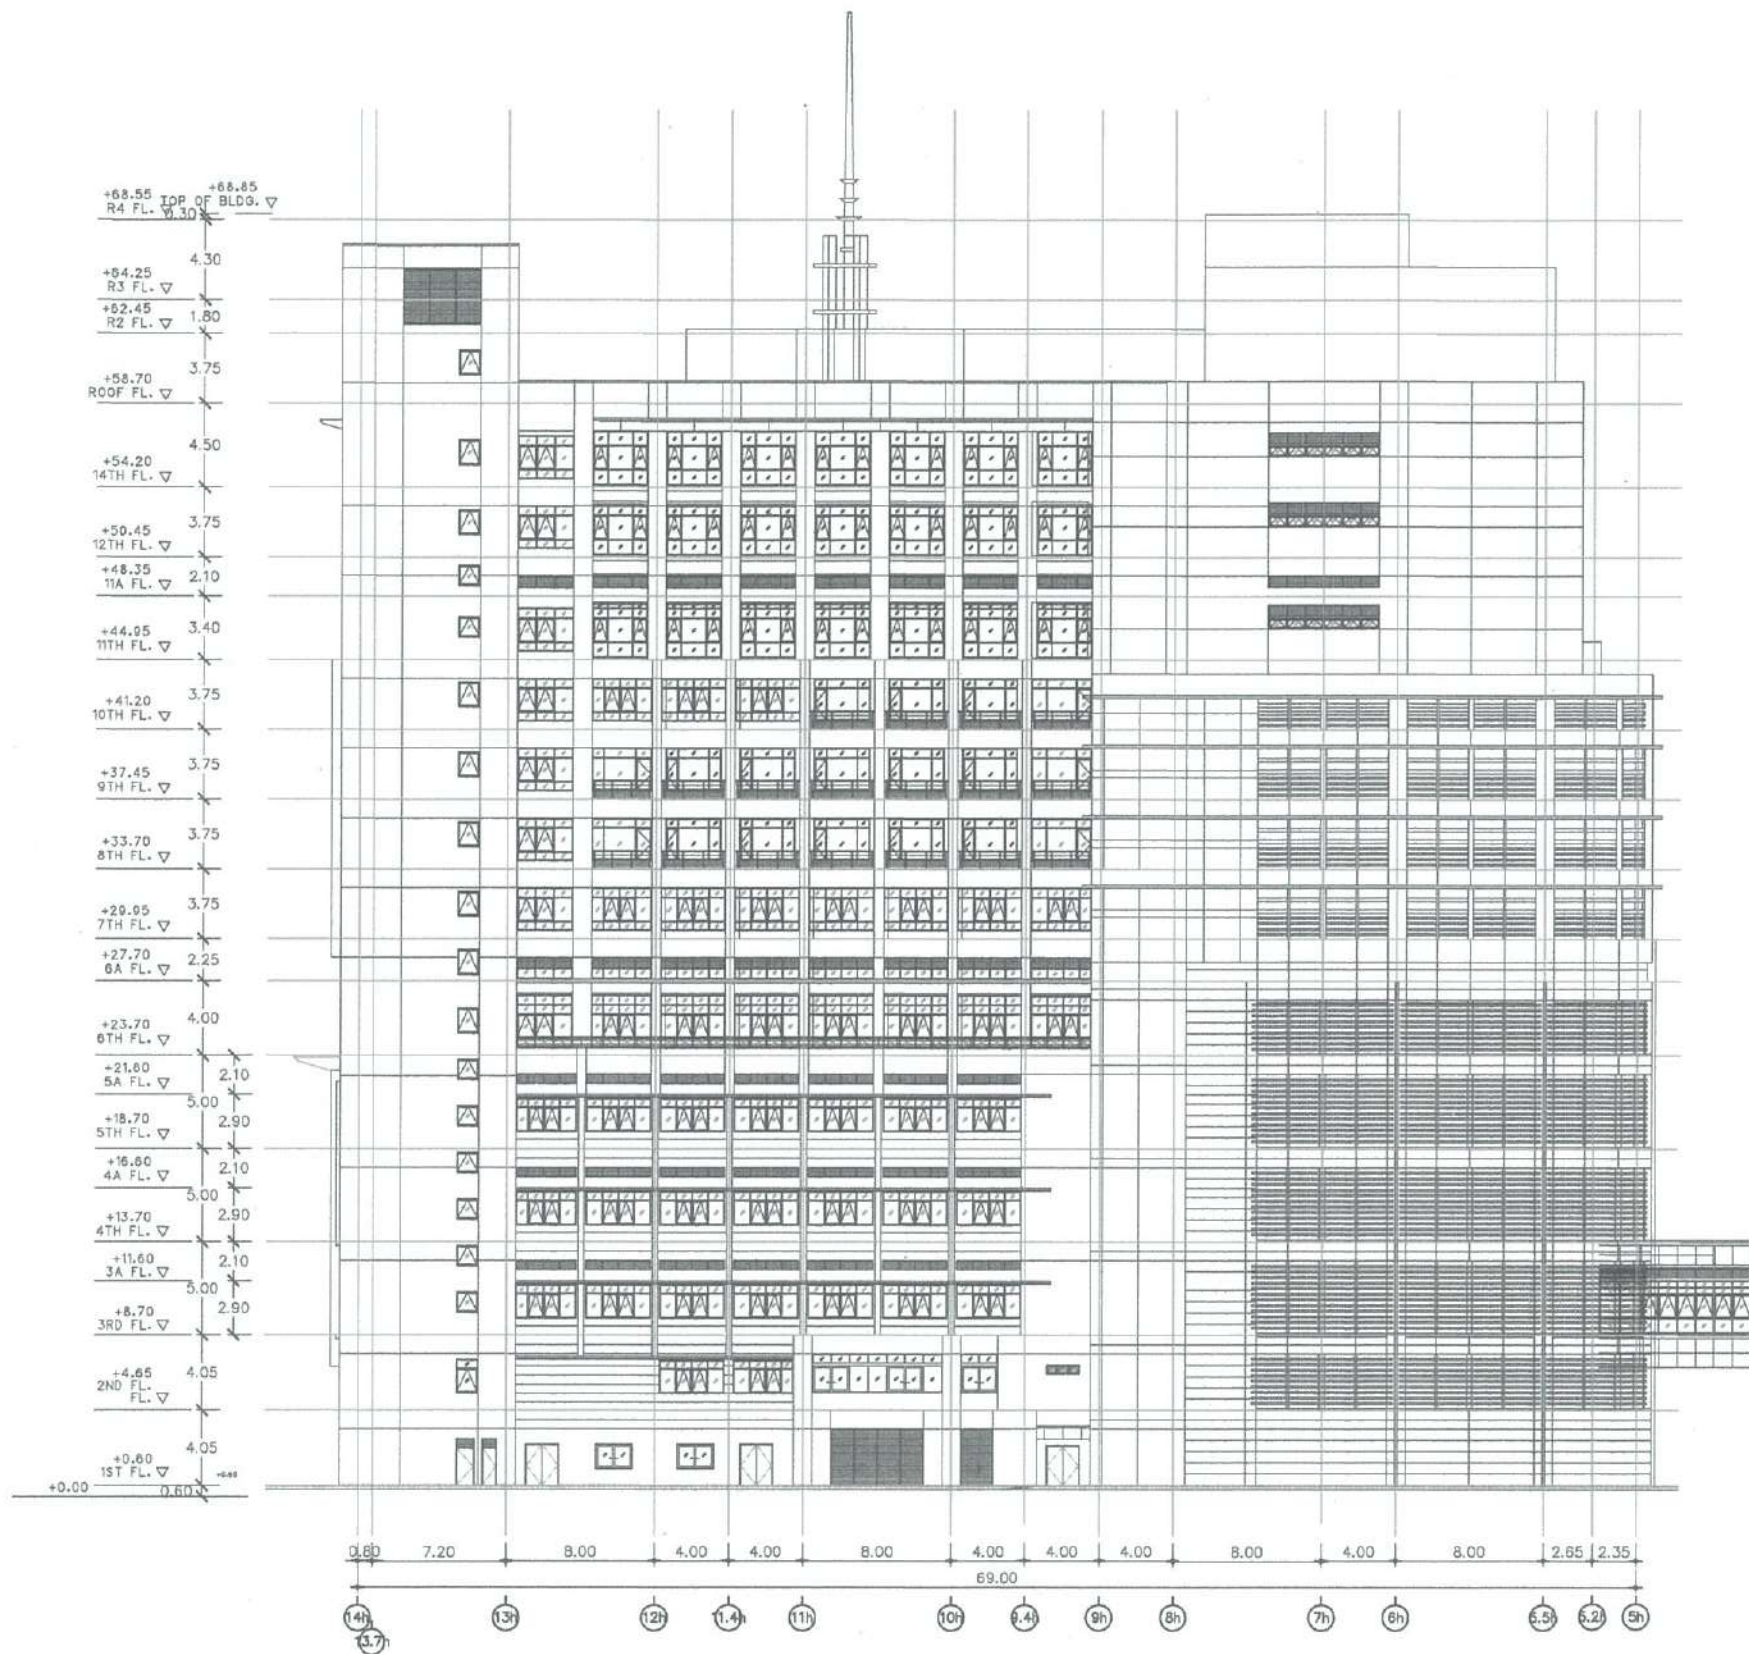 +68.85
+68.55 TOP OF BLDG.
R4 FL. 0.30
4.30
+64.25
R3 FL.
+62.45
R2 FL. 1.80
3.75
+58.70
ROOF FL.
4.50
+54.20
14TH FL.
3.75
+50.45
12TH FL.
+48.35
11A FL. 2.10
3.40
+44.95
11TH FL.
3.75
+41.20
10TH FL.
3.75
+37.45
9TH FL.
3.75
+33.70
8TH FL.
3.75
+29.95
7TH FL.
+27.70 2.25
6A FL.
4.00
+23.70
6TH FL.
+21.60 2.10
5A FL.
5.00
+18.70 2.90
5TH FL.
+16.60 2.10
4A FL.
5.00
+13.70 2.90
4TH FL.
+11.60 2.10
3A FL.
5.00
+8.70 2.90
3RD FL.
+4.65 4.05
2ND FL.
FL.
4.05
+0.60
1ST FL. +0.60
+0.00 0.60
0.80 7.20 8.00 4.00 4.00 8.00 4.00 4.00 4.00 8.00 4.00 8.00 2.65 2.35
69.00
14h 13h 12h 11.4h 11h 10h 9.4h 9h 8h 7h 6h 5.5h 5.2h 5h
13.7h